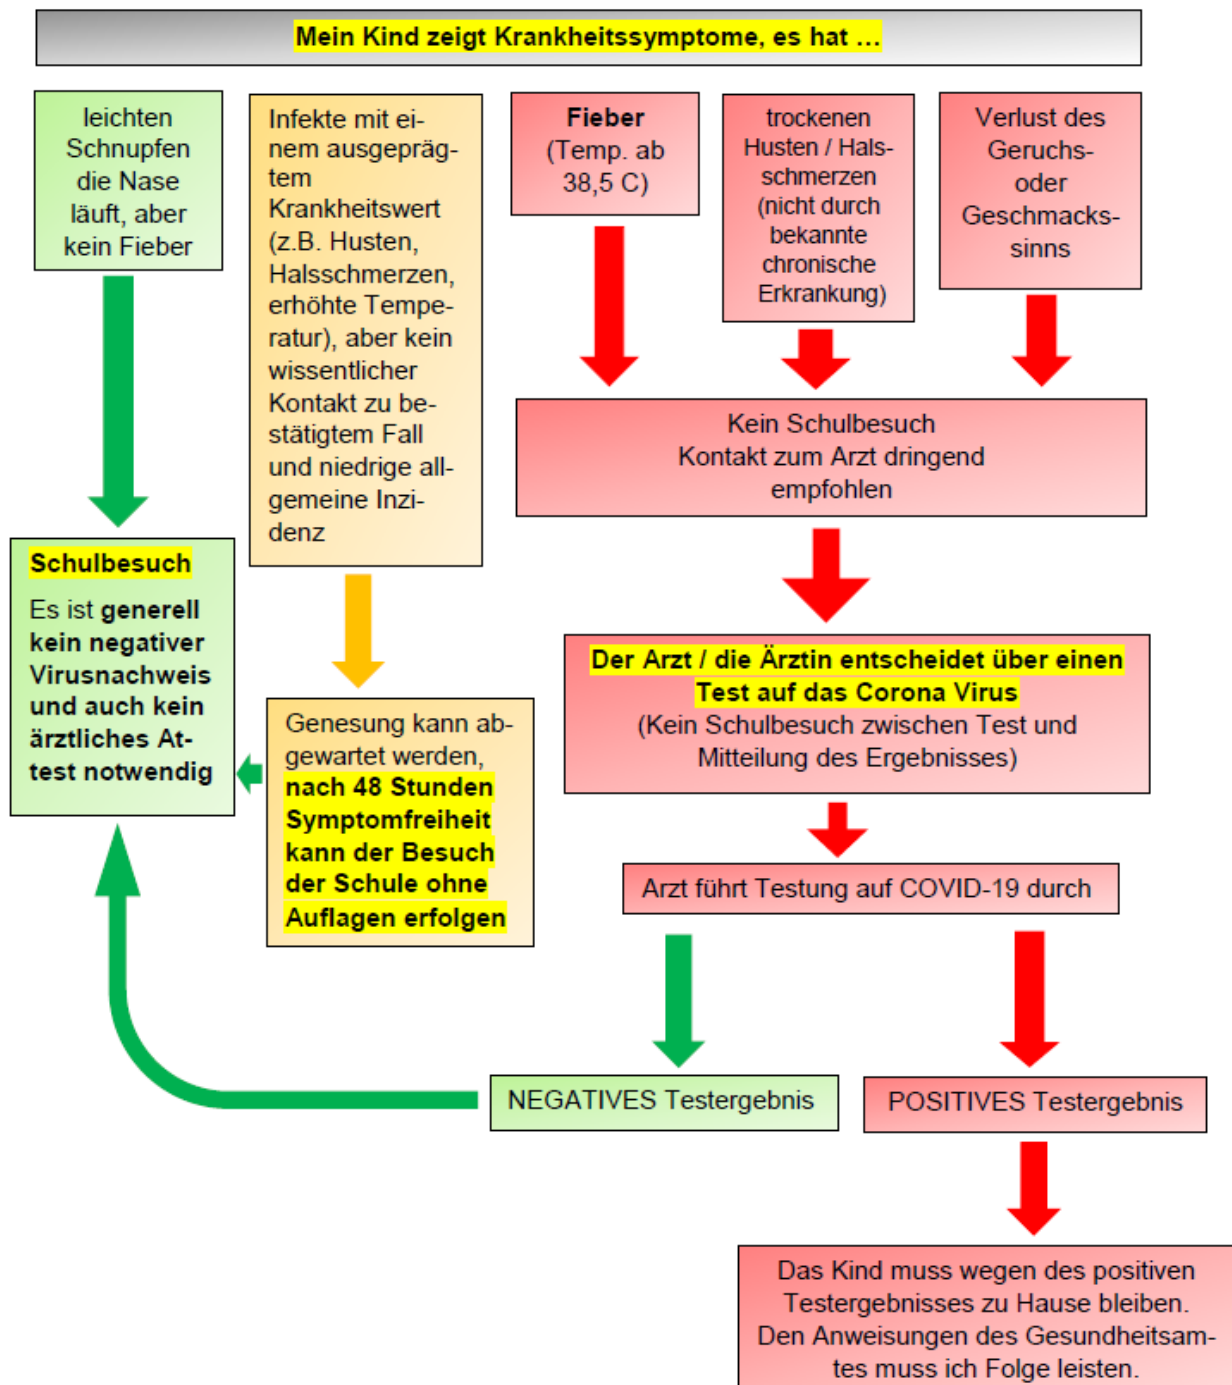 Mein Kind zeigt Krankheitssymptome, es hat …
leichten
Schnupfen
die Nase
läuft, aber
kein Fieber
Infekte mit ei-
nem ausgepräg-
tem
Krankheitswert
(z.B. Husten,
Halsschmerzen,
erhöhte Tempe-
ratur), aber kein
wissentlicher
Kontakt zu be-
stätigtem Fall
und niedrige all-
gemeine Inzi-
denz
Fieber
(Temp. ab
38,5 C)
trockenen
Husten / Hals-
schmerzen
(nicht durch
bekannte
chronische
Erkrankung)
Verlust des
Geruchs-
oder
Geschmacks-
sinns
Kein Schulbesuch
Kontakt zum Arzt dringend
empfohlen
Schulbesuch
Es ist generell
kein negativer
Virusnachweis
und auch kein
ärztliches At-
test notwendig
Genesung kann ab-
gewartet werden,
nach 48 Stunden
Symptomfreiheit
kann der Besuch
der Schule ohne
Auflagen erfolgen
Der Arzt / die Ärztin entscheidet über einen
Test auf das Corona Virus
(Kein Schulbesuch zwischen Test und
Mitteilung des Ergebnisses)
Arzt führt Testung auf COVID-19 durch
NEGATIVES Testergebnis
POSITIVES Testergebnis
Das Kind muss wegen des positiven
Testergebnisses zu Hause bleiben.
Den Anweisungen des Gesundheitsam-
tes muss ich Folge leisten.